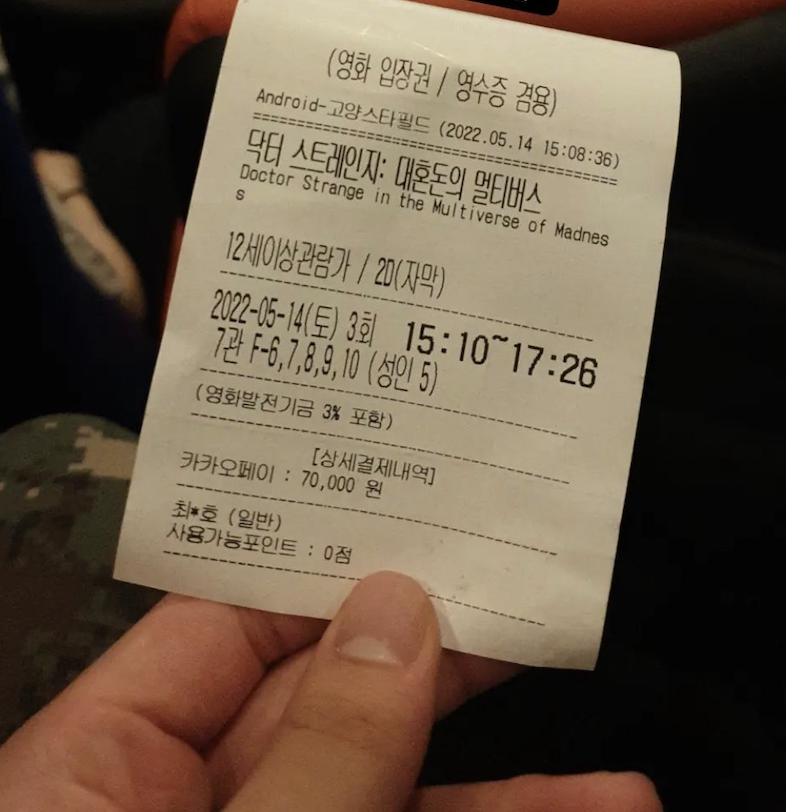 (영화 입장권 / 영수증 겸용)
Android-고양스타필드 (2022.05.14 15:08:36)
================================================
닥터 스트레인지: 대혼돈의 멀티버스
Doctor Strange in the Multiverse of Madnes
s
12세이상관람가 / 2D(자막)
2022-05-14(토) 3회 15:10~17:26
7관 F-6,7,8,9,10 (성인 5)
(영화발전기금 3% 포함)
[상세결제내역]
카카오페이 : 70,000 원
최*호 (일반)
사용가능포인트 : 0점